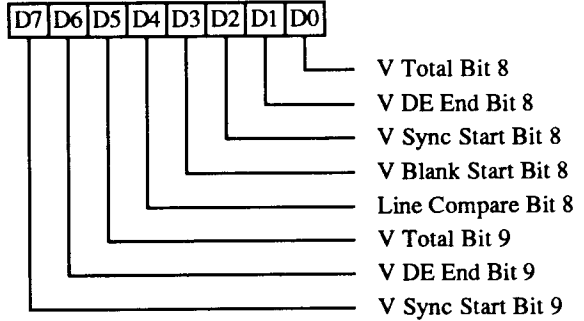 D7 D6 D5 D4 D3 D2 D1 D0
V Total Bit 8
V DE End Bit 8
V Sync Start Bit 8
V Blank Start Bit 8
Line Compare Bit 8
V Total Bit 9
V DE End Bit 9
V Sync Start Bit 9